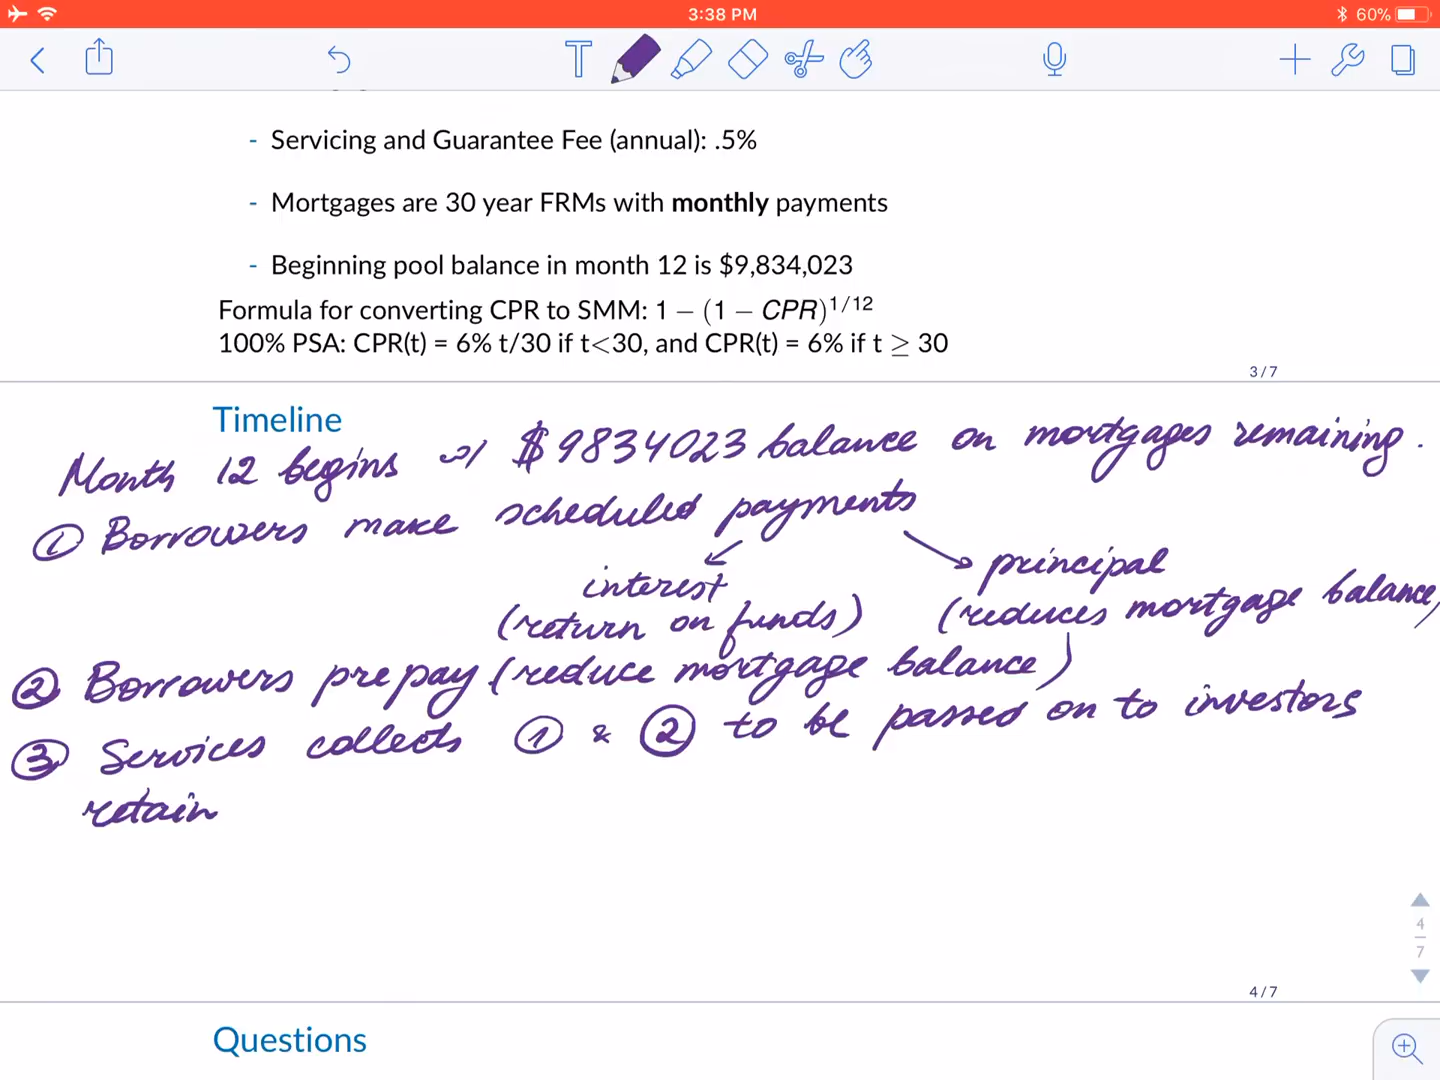 3:38 PM
60%
T
- Servicing and Guarantee Fee (annual): .5%
- Mortgages are 30 year FRMs with monthly payments
- Beginning pool balance in month 12 is $9,834,023
Formula for converting CPR to SMM: 1 − (1 − CPR)^1/12
100% PSA: CPR(t) = 6% t/30 if t<30, and CPR(t) = 6% if t ≥ 30
3/7
Timeline
Month 12 begins w/ $9834023 balance on mortgages remaining.
① Borrowers make scheduled payments
interest
principal
(return on funds)
(reduces mortgage balance)
② Borrowers prepay (reduce mortgage balance)
③ Services collects ① & ② to be passed on to investors
retain
4
7
4/7
Questions